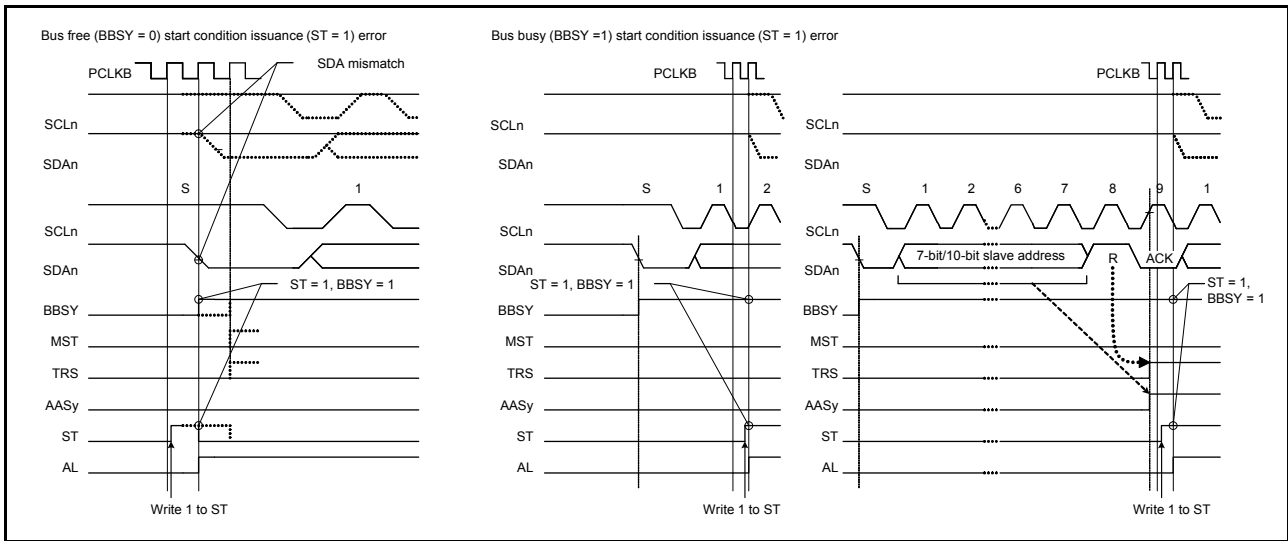 Bus free (BBSY = 0) start condition issuance (ST = 1) error
PCLKB
SDA mismatch
SCLn
SDAn
S
1
SCLn
SDAn
ST = 1, BBSY = 1
BBSY
MST
TRS
AASy
ST
AL
Write 1 to ST
Bus busy (BBSY =1) start condition issuance (ST = 1) error
PCLKB
SCLn
SDAn
S
1
2
SCLn
SDAn
ST = 1, BBSY = 1
BBSY
MST
TRS
AASy
ST
AL
Write 1 to ST
PCLKB
SCLn
SDAn
S
1
2
6
7
8
9
1
SCLn
SDAn
7-bit/10-bit slave address
R
ACK
ST = 1,
BBSY = 1
BBSY
MST
TRS
AASy
ST
AL
Write 1 to ST